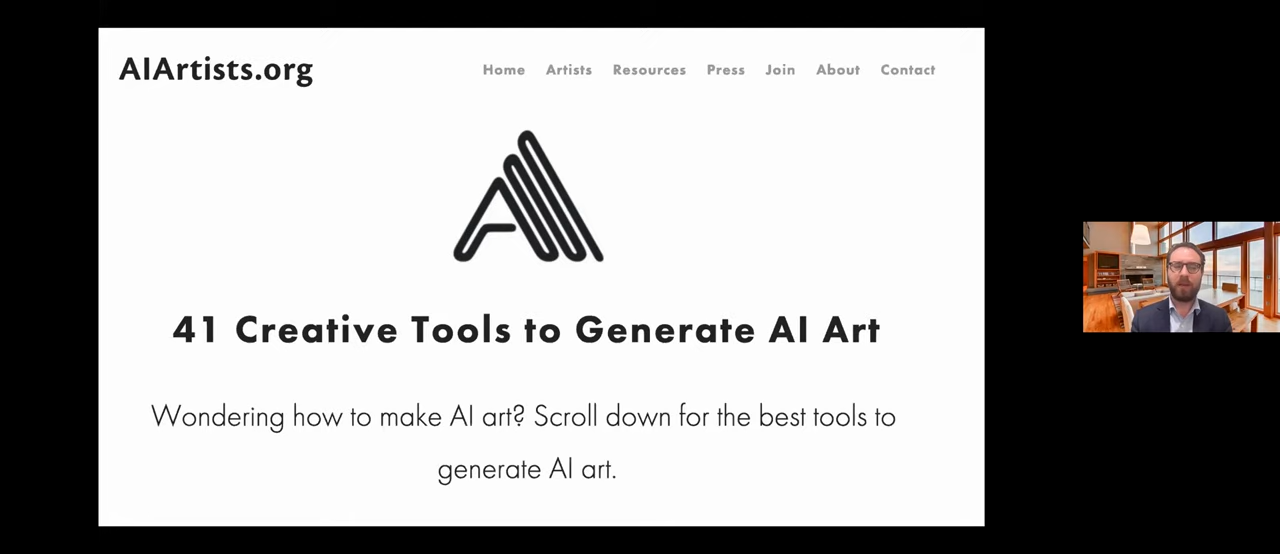 AIArtists.org
Home Artists Resources Press Join About Contact
AI
41 Creative Tools to Generate AI Art
Wondering how to make AI art? Scroll down for the best tools to
generate AI art.